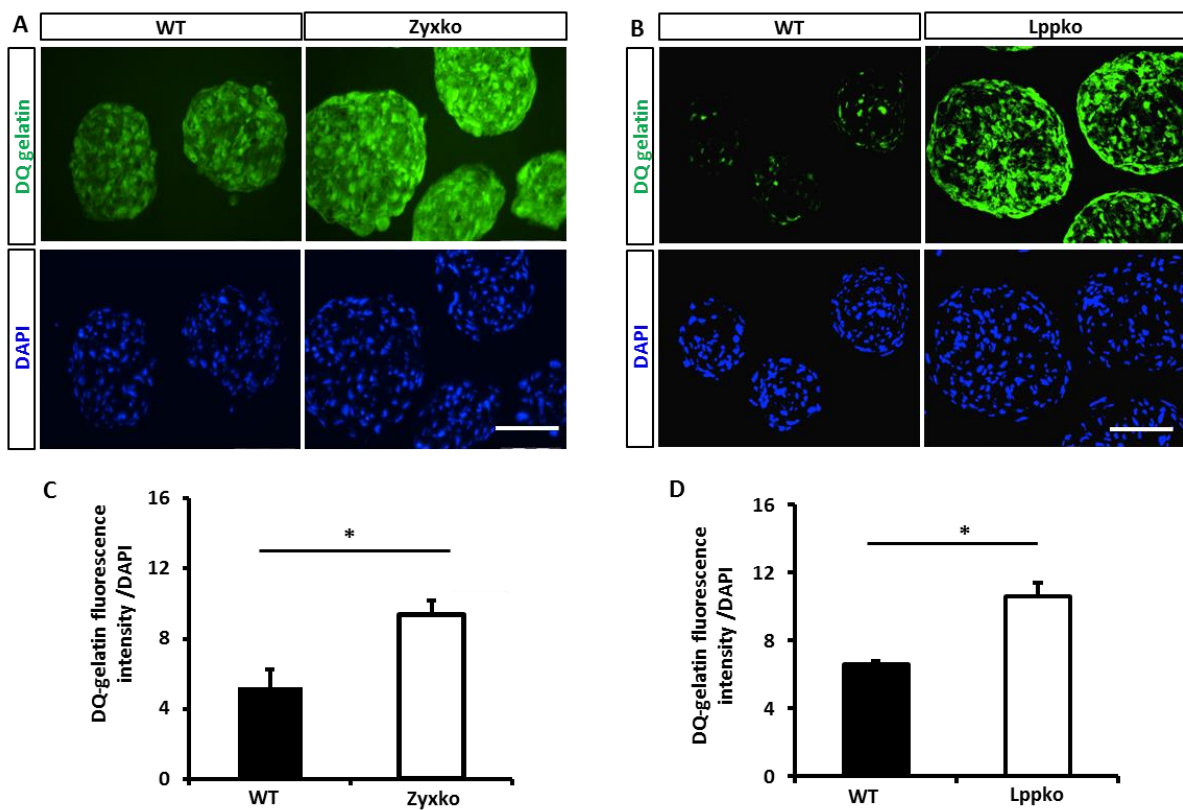 A
WT
Zyxko
DQ gelatin
DAPI
B
WT
Lppko
DQ gelatin
DAPI
C
DQ-gelatin fluorescence
intensity /DAPI
16
12
8
4
0
*
WT
Zyxko
D
DQ-gelatin fluorescence
intensity /DAPI
16
12
8
4
0
*
WT
Lppko